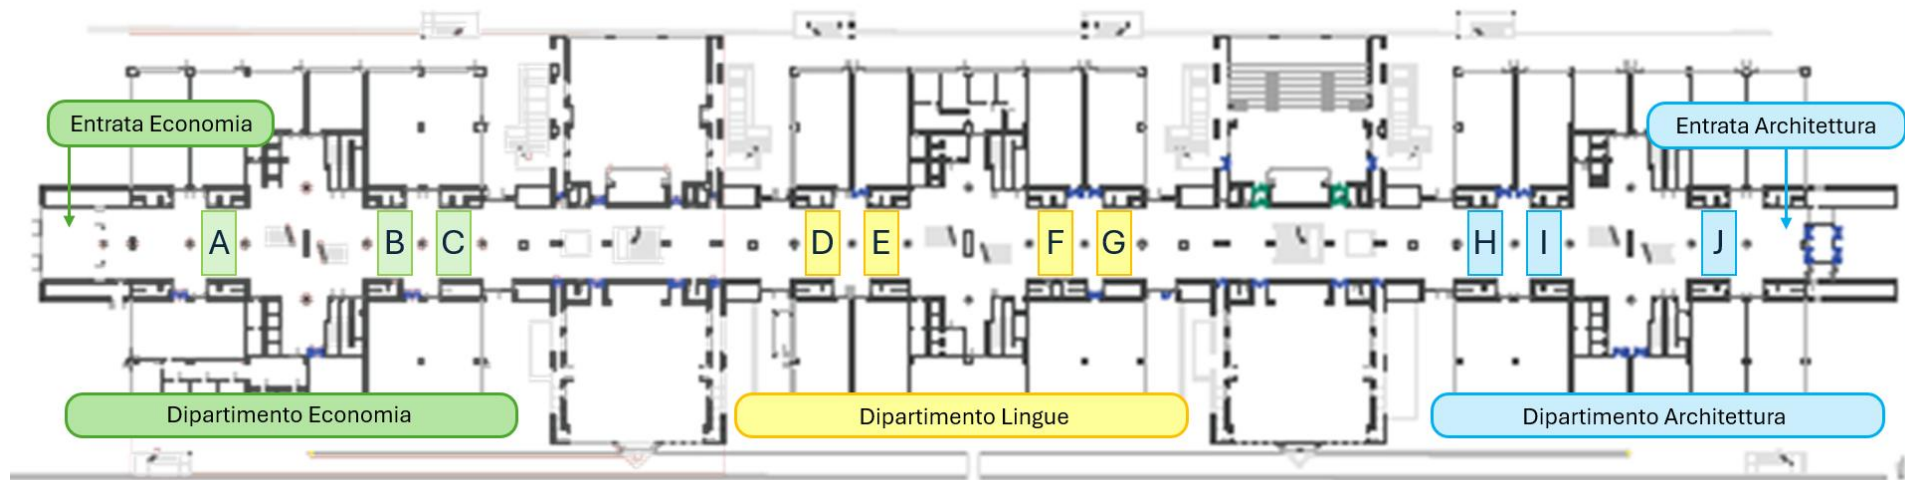 Entrata Economia
Entrata Architettura
A
B
C
D
E
F
G
H
I
J
Dipartimento Economia
Dipartimento Lingue
Dipartimento Architettura